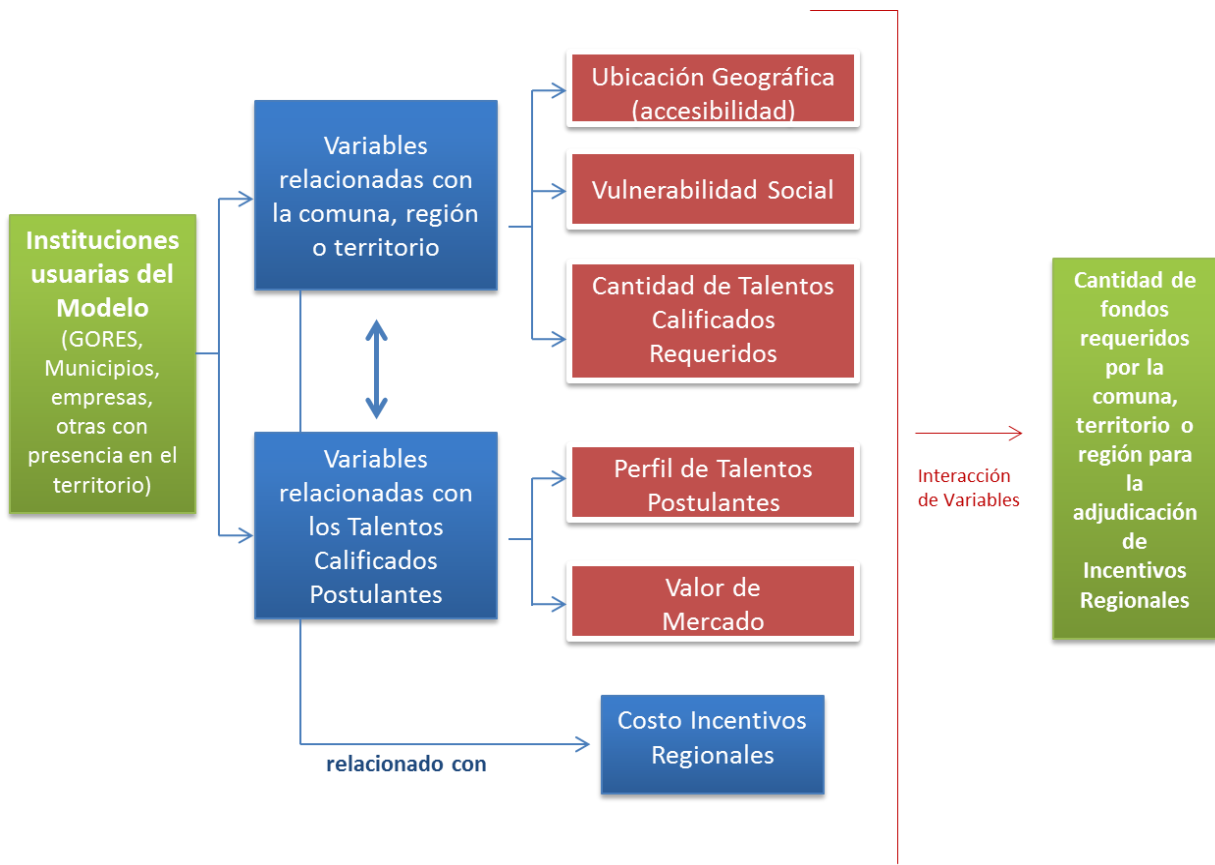 Instituciones
usuarias del
Modelo
(GORES,
Municipios,
empresas,
otras con
presencia en el
territorio)
Variables
relacionadas con
la comuna, región
o territorio
Variables
relacionadas con
los Talentos
Calificados
Postulantes
Ubicación Geográfica
(accesibilidad)
Vulnerabilidad Social
Cantidad de Talentos
Calificados
Requeridos
Perfil de Talentos
Postulantes
Valor de
Mercado
relacionado con
Costo Incentivos
Regionales
Interacción
de Variables
Cantidad de
fondos
requeridos
por la
comuna,
territorio o
región para
la
adjudicación
de
Incentivos
Regionales